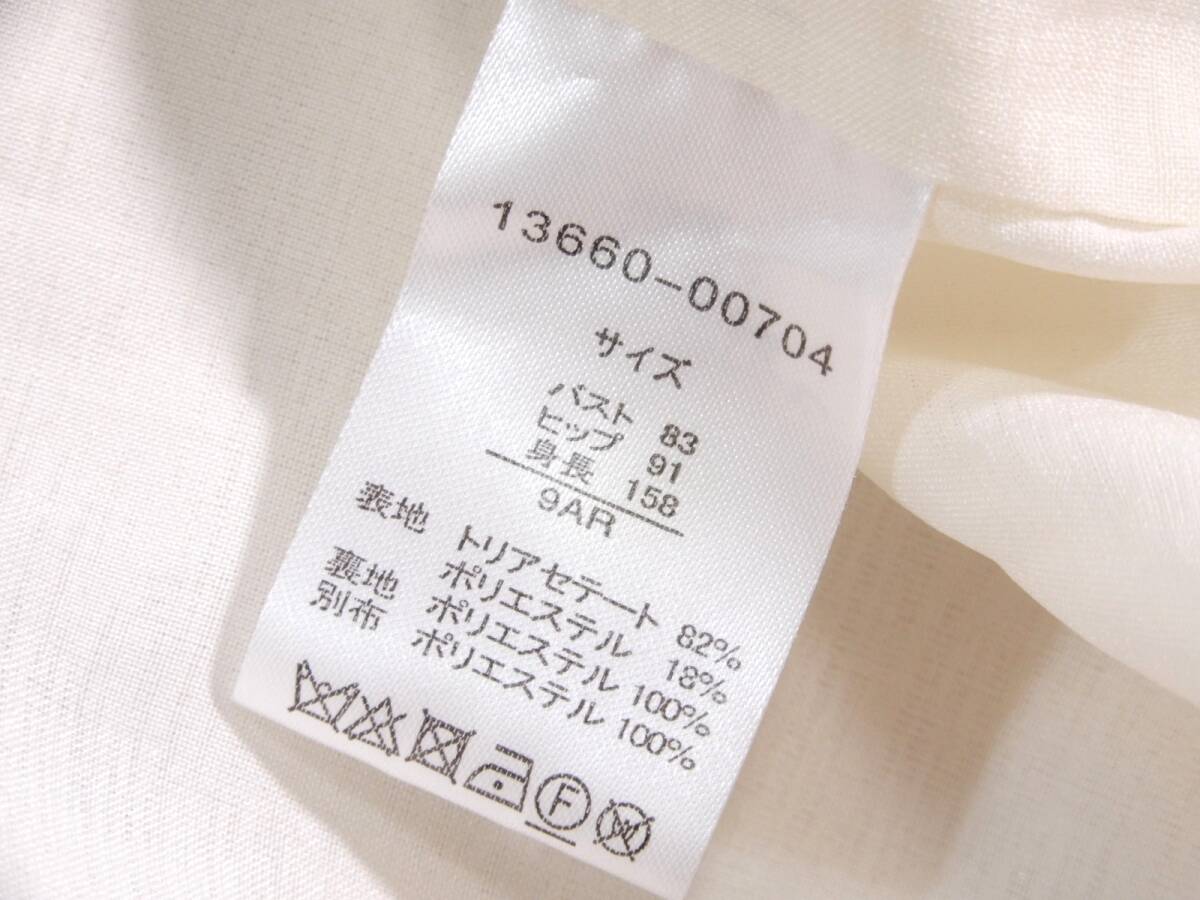 13660-00704
サイズ
バスト 83
ヒップ 91
身長 158
9AR
表地 トリアセテート 82%
ポリエステル 18%
裏地 ポリエステル 100%
別布 ポリエステル 100%
F
W